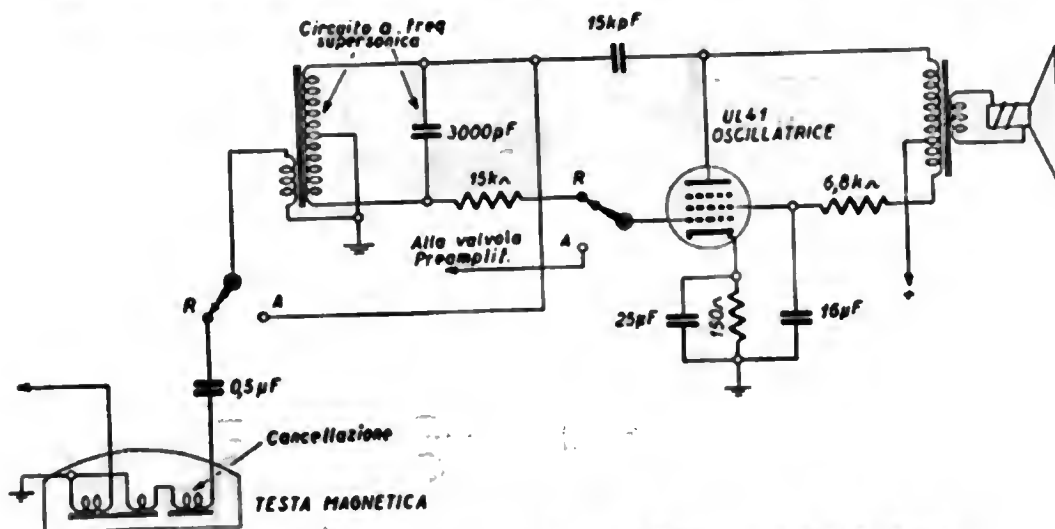 Circuito a freq
supersonica
15kpF
UL41
OSCILLATRICE
3000pF
15kΩ
R
6,8kΩ
Alla valvola
Preamplif.
A
R
A
25µF
150Ω
16µF
+
0,5µF
Cancellazione
TESTA MAGNETICA